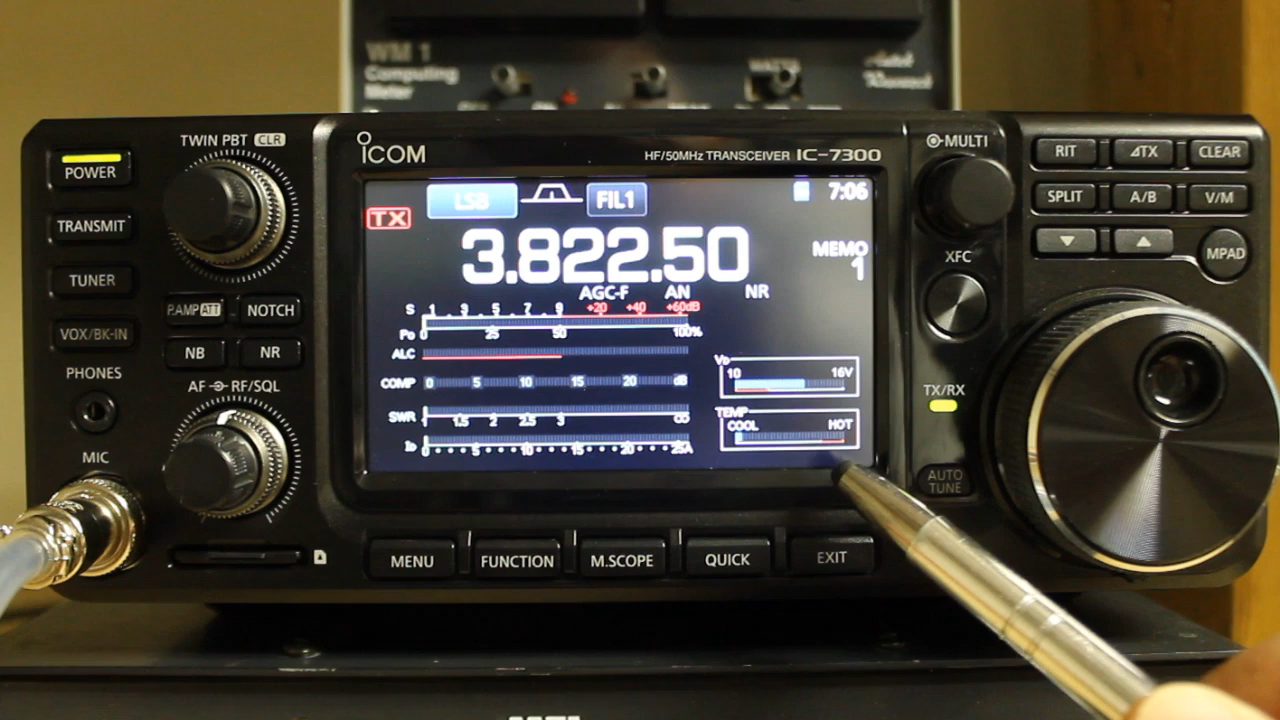 WM 1
Computing
Meter
WATTS
TWIN PBT CLR
ICOM
HF/50MHz TRANSCEIVER IC-7300
MULTI
RIT ⊿TX CLEAR
POWER
SPLIT A/B V/M
TRANSMIT
LSB FIL1 7:06
TX
3.822.50
MEMO
1
MPAD
XFC
TUNER
AGC-F AN NR
P.AMP ATT NOTCH
S 1 3 5 7 9 +20 +40 +60dB
Po 0 25 50 100%
VOX/BK-IN
NB NR
ALC
VD
10 16V
PHONES
AF RF/SQL
COMP 0 5 10 15 20 dB
TX/RX
SWR 1 1.5 2 2.5 3 ∞
TEMP
COOL HOT
ID 0 5 10 15 20 25A
MIC
AUTO
TUNE
MENU FUNCTION M.SCOPE QUICK EXIT